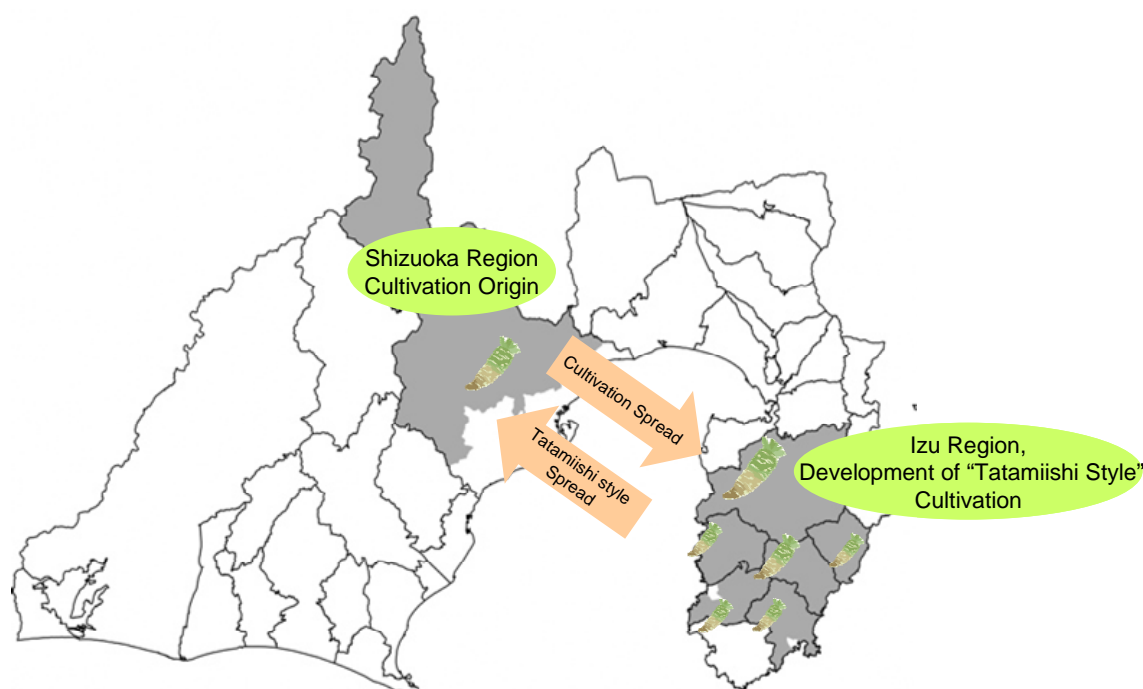 Shizuoka Region
Cultivation Origin
Cultivation Spread
Tatamiishi style
Spread
Izu Region,
Development of “Tatamiishi Style”
Cultivation